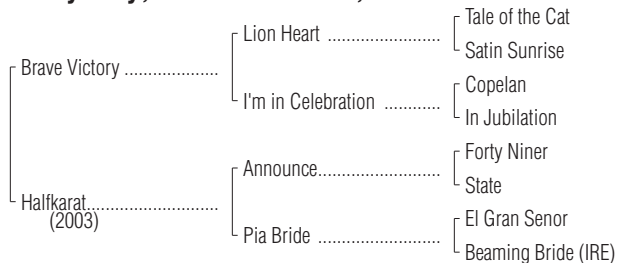 Tale of the Cat
Lion Heart ........................
Satin Sunrise
Brave Victory ....................
Copelan
I'm in Celebration ............
In Jubilation
Forty Niner
Announce..........................
State
Halfkarat............................
(2003)
El Gran Senor
Pia Bride ..........................
Beaming Bride (IRE)